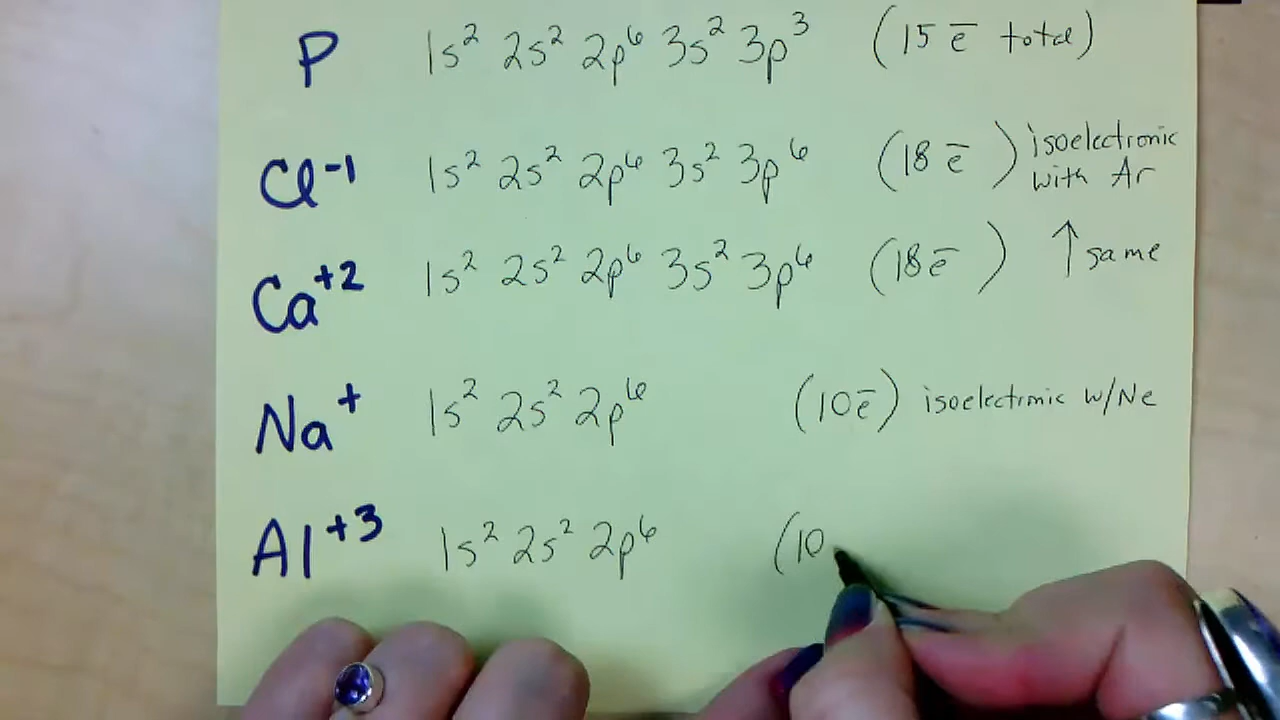 P 1s² 2s² 2p⁶ 3s² 3p³ (15 e̅ total)
Cl⁻¹ 1s² 2s² 2p⁶ 3s² 3p⁶ (18 e̅ ) isoelectronic
with Ar
Ca⁺² 1s² 2s² 2p⁶ 3s² 3p⁶ (18 e̅ ) ↑ same
Na⁺ 1s² 2s² 2p⁶ (10 e̅) isoelectronic w/Ne
Al⁺³ 1s² 2s² 2p⁶ (10